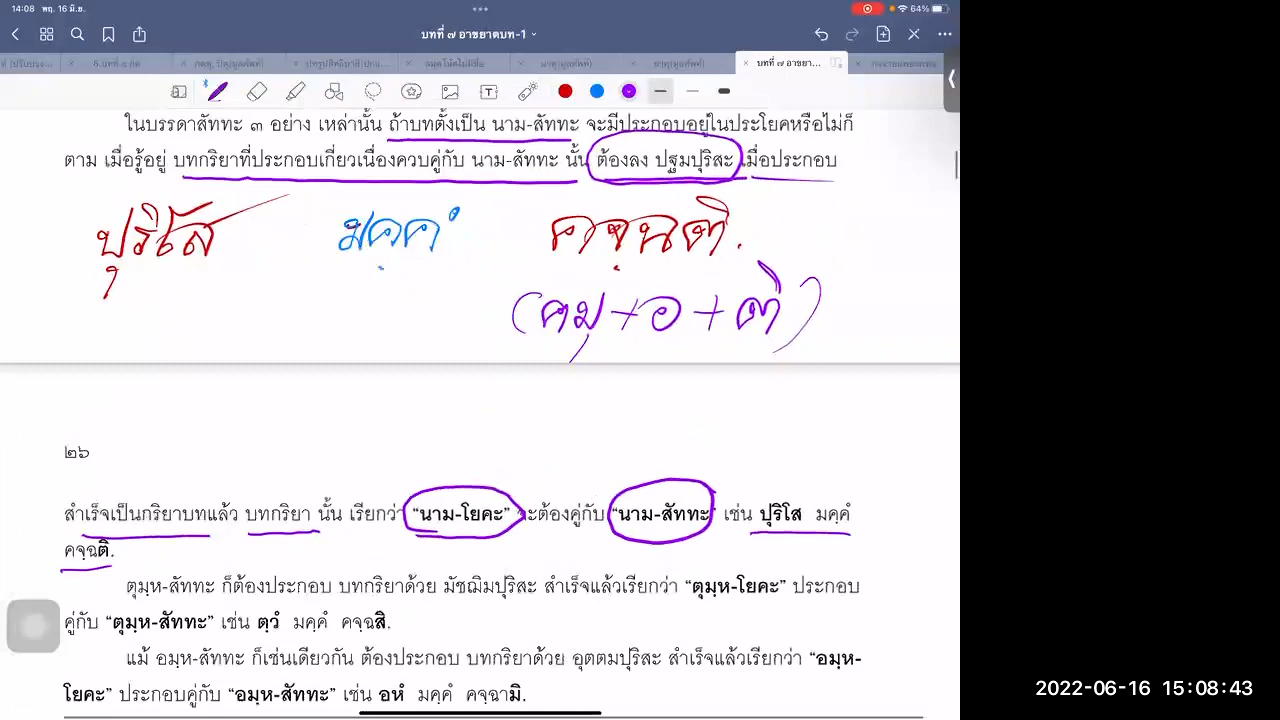 14:08 พฤ. 16 มิ.ย.
64%
บทที่ ๗ อาขยาตบท-1
บทที่ ๗ อาขย...
ในบรรดาสัททะ ๓ อย่าง เหล่านั้น ถ้าบทตั้งเป็น นาม-สัททะ จะมีประกอบอยู่ในประโยคหรือไม่ก็
ตาม เมื่อรู้อยู่ บทกริยาที่ประกอบเกี่ยวเนื่องควบคู่กับ นาม-สัททะ นั้น ต้องลง ปฐมปุริสะ เมื่อประกอบ
ปุริโส มคฺคํ คจฺฉติ.
(คมุ+อ+ติ)
๒๖
สำเร็จเป็นกริยาบทแล้ว บทกริยา นั้น เรียกว่า “นาม-โยคะ” จะต้องคู่กับ “นาม-สัททะ” เช่น ปุริโส มคฺคํ
คจฺฉติ.
ตุมฺห-สัททะ ก็ต้องประกอบ บทกริยาด้วย มัชฌิมปุริสะ สำเร็จแล้วเรียกว่า “ตุมฺห-โยคะ” ประกอบ
คู่กับ “ตุมฺห-สัททะ” เช่น ตฺวํ มคฺคํ คจฺฉสิ.
แม้ อมฺห-สัททะ ก็เช่นเดียวกัน ต้องประกอบ บทกริยาด้วย อุตตมปุริสะ สำเร็จแล้วเรียกว่า “อมฺห-
โยคะ” ประกอบคู่กับ “อมฺห-สัททะ” เช่น อหํ มคฺคํ คจฺฉามิ.
2022-06-16 15:08:43